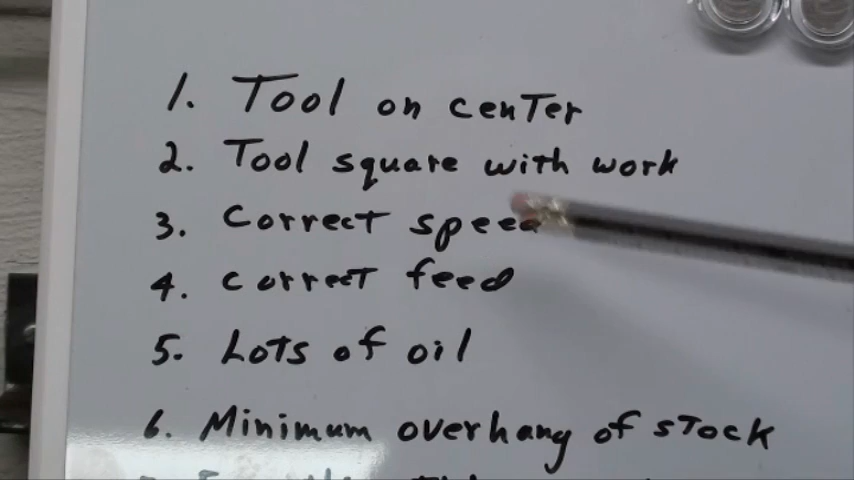 1. Tool on center
2. Tool square with work
3. Correct speed
4. correct feed
5. Lots of oil
6. Minimum overhang of stock